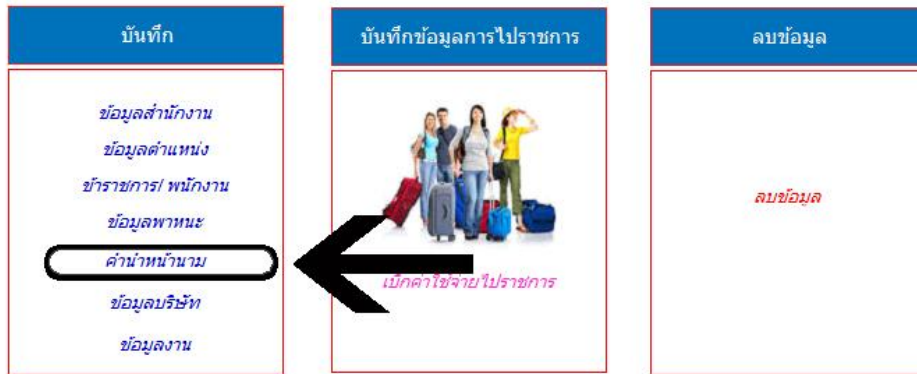 บันทึก
ข้อมูลสำนักงาน
ข้อมูลตำแหน่ง
ข้าราชการ/ พนักงาน
ข้อมูลพาหนะ
คำนำหน้านาม
ข้อมูลบริษัท
ข้อมูลงาน
บันทึกข้อมูลการไปราชการ
เบิกค่าใช้จ่ายไปราชการ
ลบข้อมูล
ลบข้อมูล